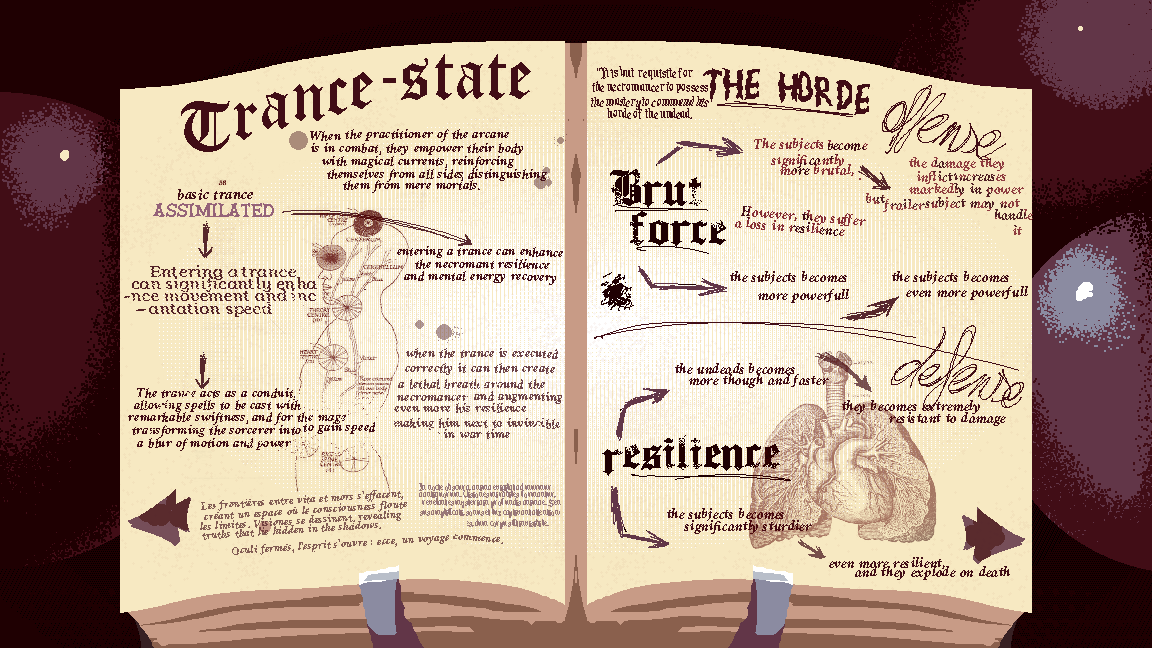 Trance-state
When the practitioner of the arcane
is in combat, they empower their body
with magical currents, reinforcing
themselves from all sides, distinguishing
them from mere mortals.
basic trance
ASSIMILATED
entering a trance can enhance
the necromant resilience
and mental energy recovery
Entering a trance
can significantly enha
-nce movement and inc
-antation speed
CEREBRUM
CEREBELLUM
HEART
CENTRE
The trance acts as a conduit,
allowing spells to be cast with
remarkable swiftness, and for the mage
transforming the sorcerer into to gain speed
a blur of motion and power
when the trance is executed
correctly it can then create
a lethal breath around the
necromancer and augmenting
even more his resilience
making him next to invincible
in war time
Les frontières entre vita et mors s'effacent,
créant un espace où le consciousness floute
les limites. Visiones se dessinent, revealing
truths that lie hidden in the shadows.
Oculi fermés, l'esprit s'ouvre : ecce, un voyage commence.
"It is but requisite for
the necromancer to possess
the mastery to commend his
horde of the undead.
THE HORDE
offense
Brut
force
The subjects become
significantly
more brutal,
the damage they
inflict increases
markedly in power
but frailer subject may not
handle
it
However, they suffer
a loss in resilience
the subjects becomes
more powerfull
the subjects becomes
even more powerfull
defense
resilience
the undeads becomes
more though and faster
they becomes extremely
resistant to damage
the subjects becomes
significantly sturdier
even more resilient
and they explode on death